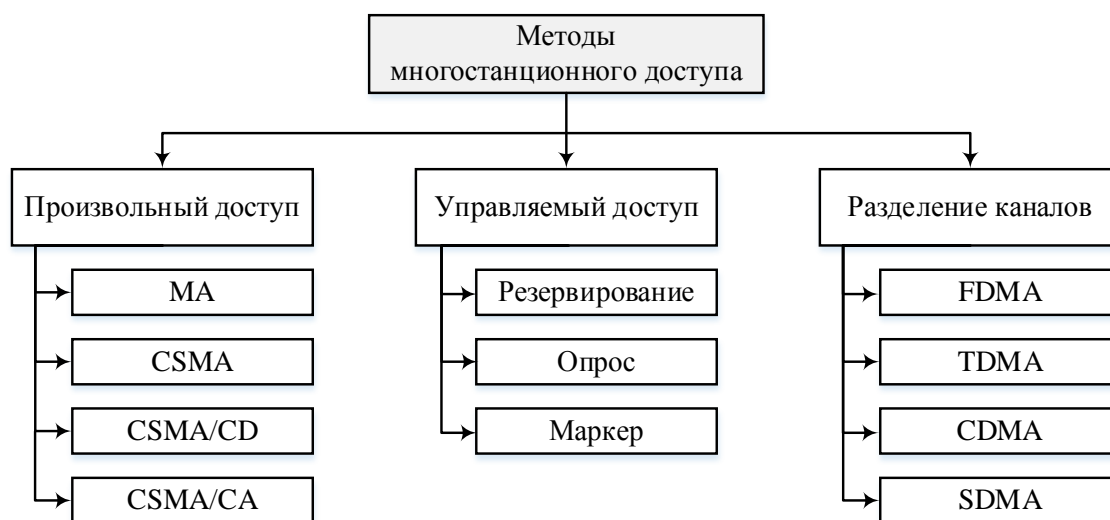 Методы
многостанционного доступа
Произвольный доступ
MA
CSMA
CSMA/CD
CSMA/CA
Управляемый доступ
Резервирование
Опрос
Маркер
Разделение каналов
FDMA
TDMA
CDMA
SDMA